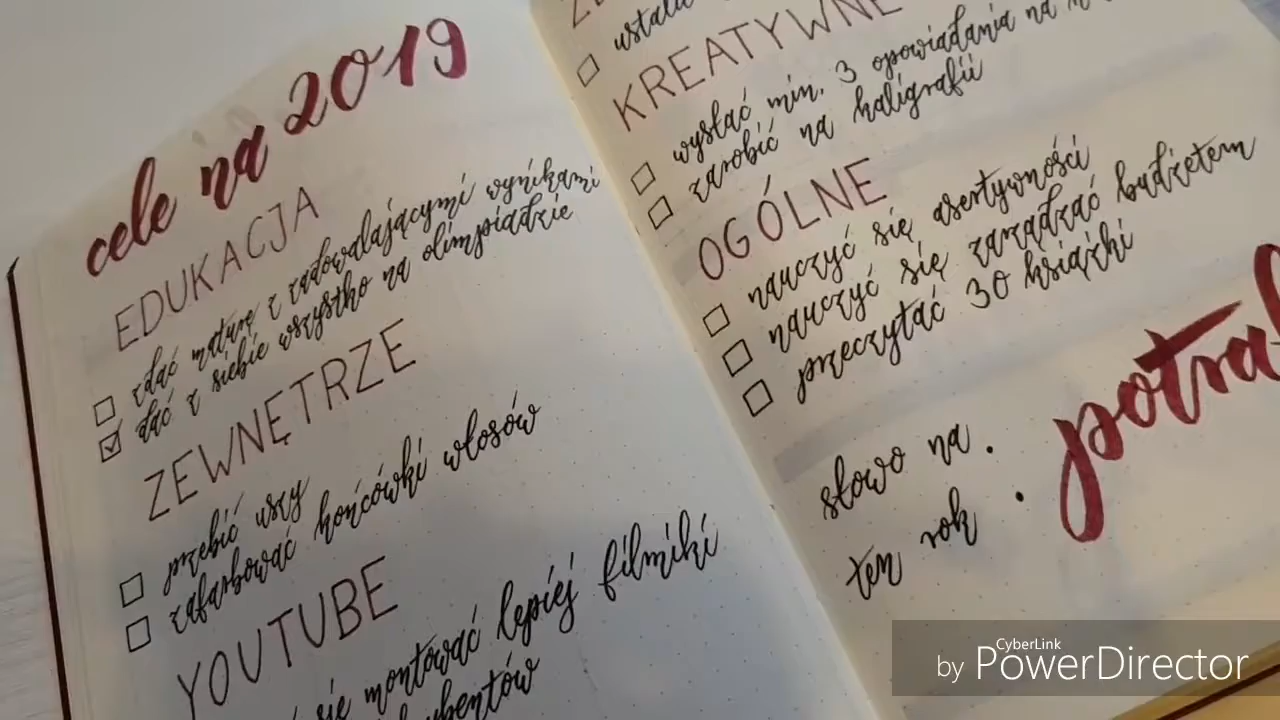 cele na 2019
EDUKACJA
zdać maturę z zadowalającymi wynikami
dać z siebie wszystko na olimpiadzie
ZEWNĘTRZE
przebić uszy
zafarbować końcówki włosów
YOUTUBE
się montować lepiej filmiki
KREATYWNE
wysłać min. 3 opowiadania na
zarobić na kaligrafii
OGÓLNE
nauczyć się asertywności
nauczyć się zarządzać budżetem
przeczytać 30 książki
słowo na
ten rok :
CyberLink
by PowerDirector